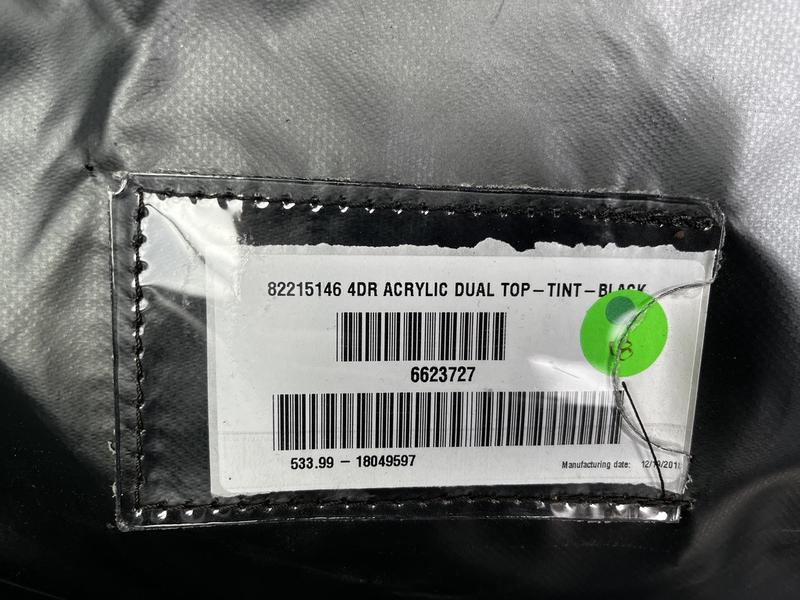 82215146 4DR ACRYLIC DUAL TOP-TINT-BLACK
6623727
533.99 - 18049597
Manufacturing date: